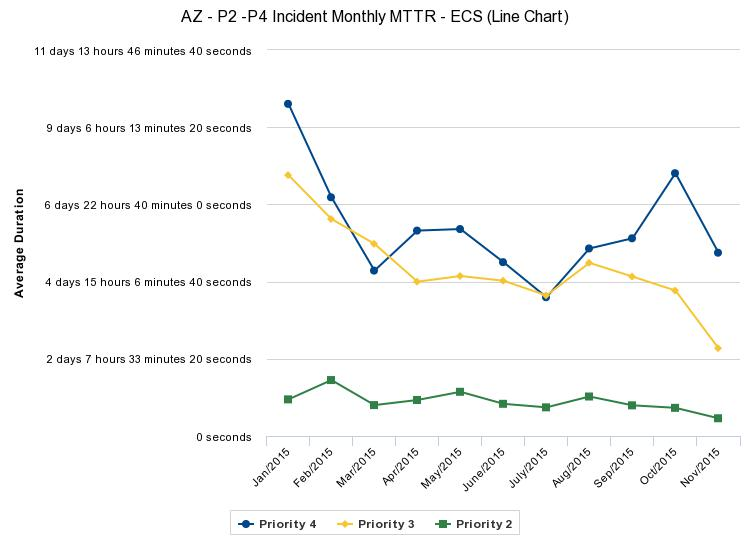 AZ - P2 -P4 Incident Monthly MTTR - ECS (Line Chart)
Average Duration
11 days 13 hours 46 minutes 40 seconds
9 days 6 hours 13 minutes 20 seconds
6 days 22 hours 40 minutes 0 seconds
4 days 15 hours 6 minutes 40 seconds
2 days 7 hours 33 minutes 20 seconds
0 seconds
Jan/2015
Feb/2015
Mar/2015
Apr/2015
May/2015
June/2015
July/2015
Aug/2015
Sep/2015
Oct/2015
Nov/2015
Priority 4 Priority 3 Priority 2